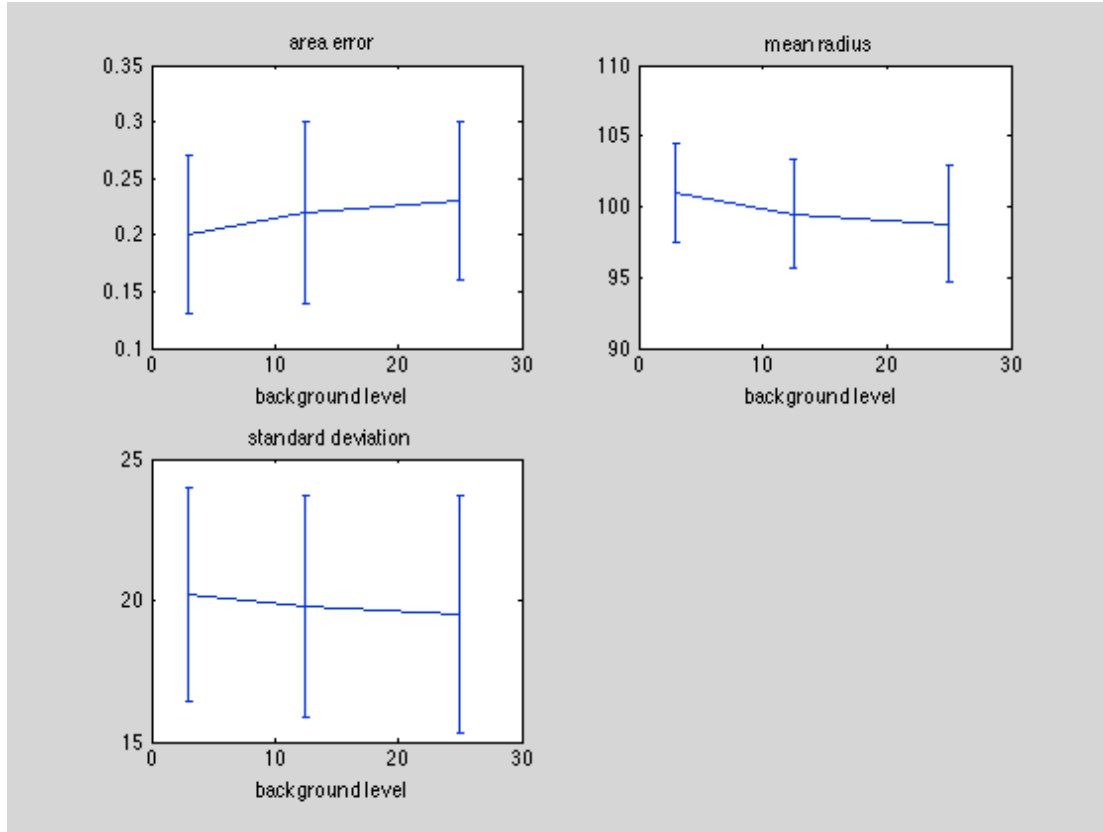 area error
0.35
0.3
0.25
0.2
0.15
0.1
0 10 20 30
background level
mean radius
110
105
100
95
90
0 10 20 30
background level
standard deviation
25
20
15
0 10 20 30
background level